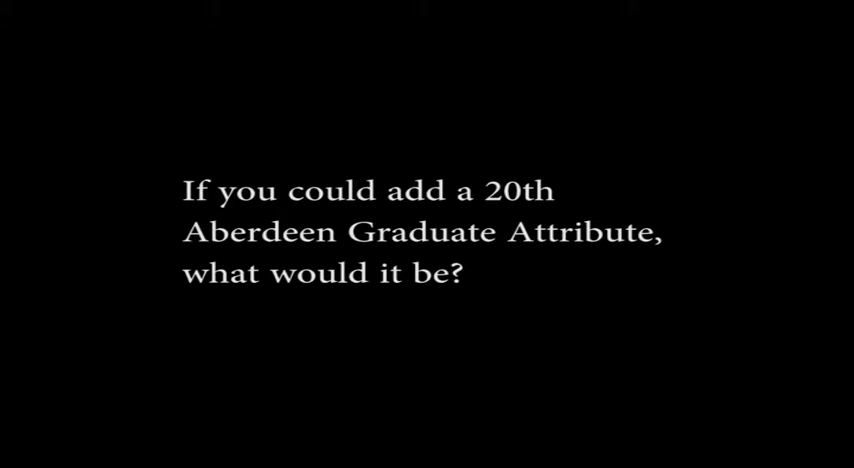 If you could add a 20th
Aberdeen Graduate Attribute,
what would it be?